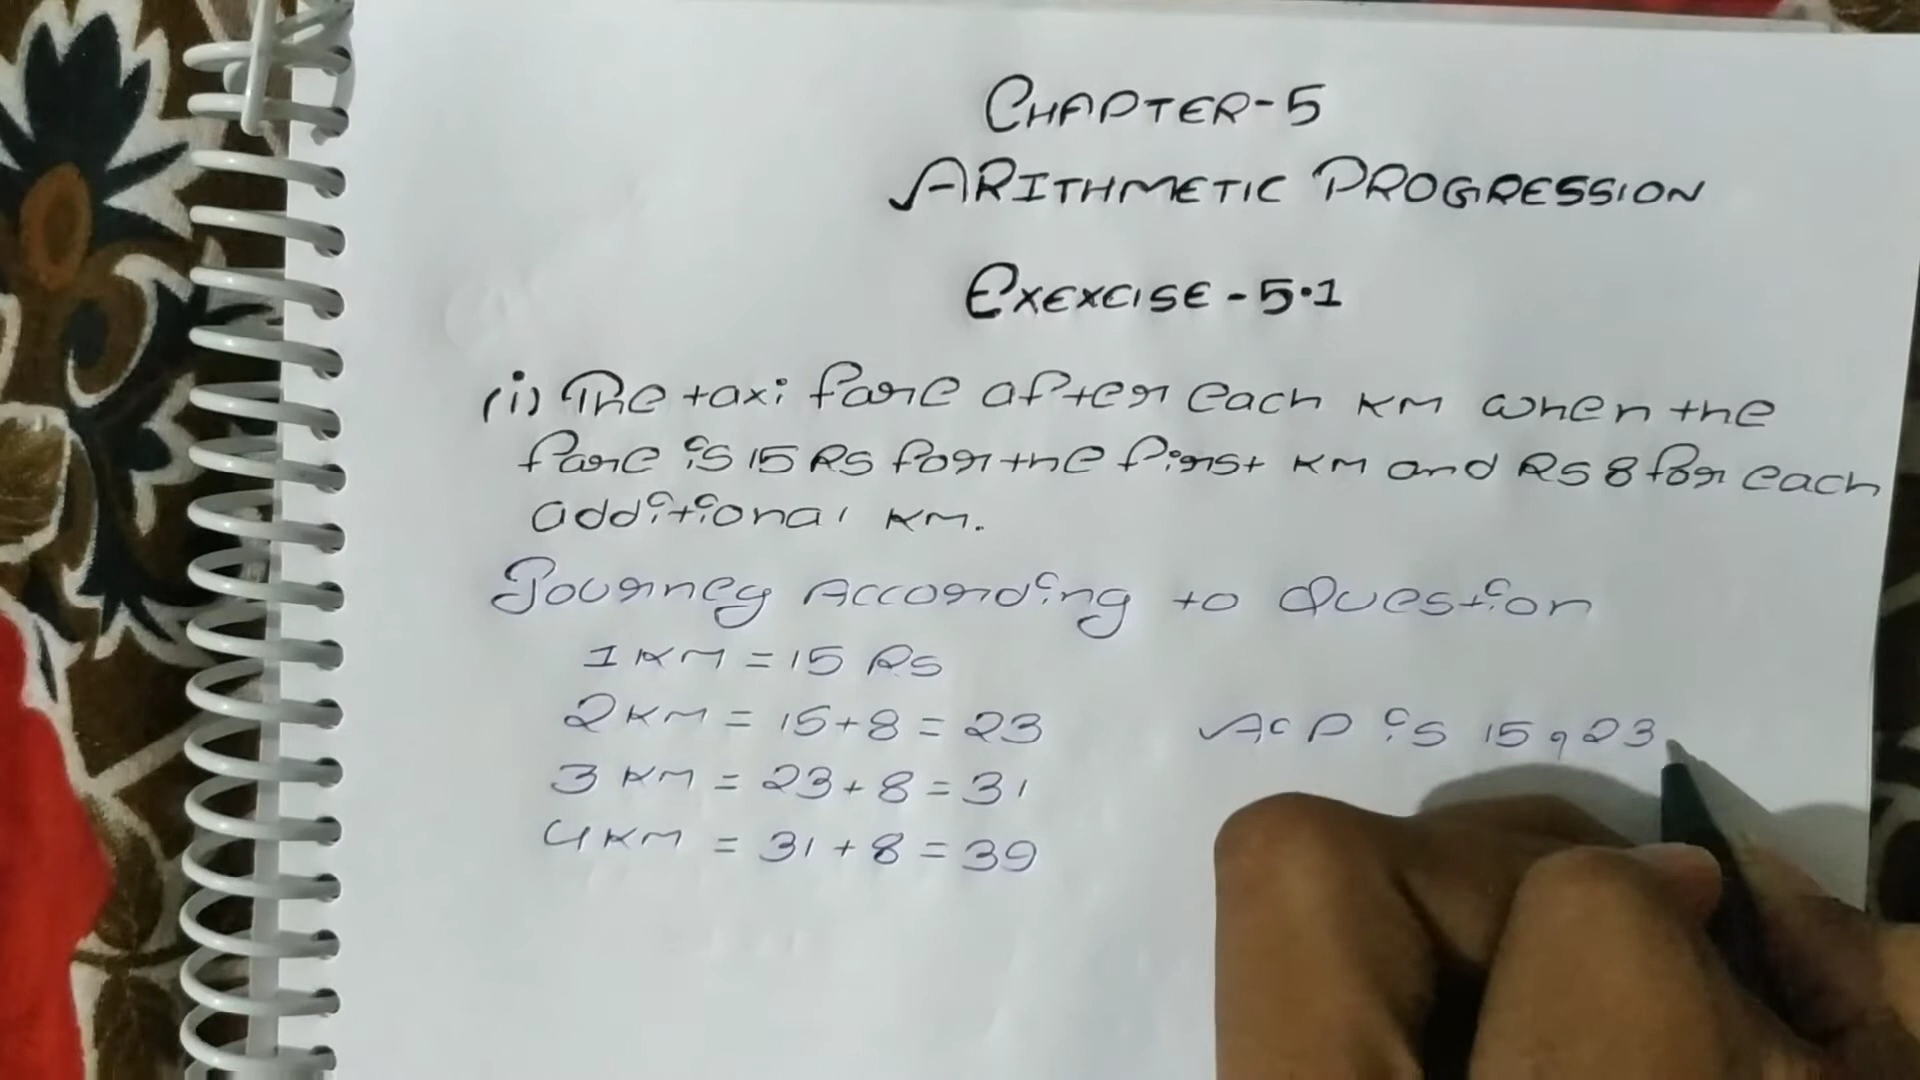 CHAPTER-5
ARITHMETIC PROGRESSION
EXEXCISE-5.1
(i) The taxi fare after each KM when the
fare is 15 RS for the first KM and RS 8 for each
additional KM.
Journey According to Question
1 KM = 15 RS
2 KM = 15+8 = 23
3 KM = 23+8 = 31
4 KM = 31+8 = 39
A.P is 15, 23